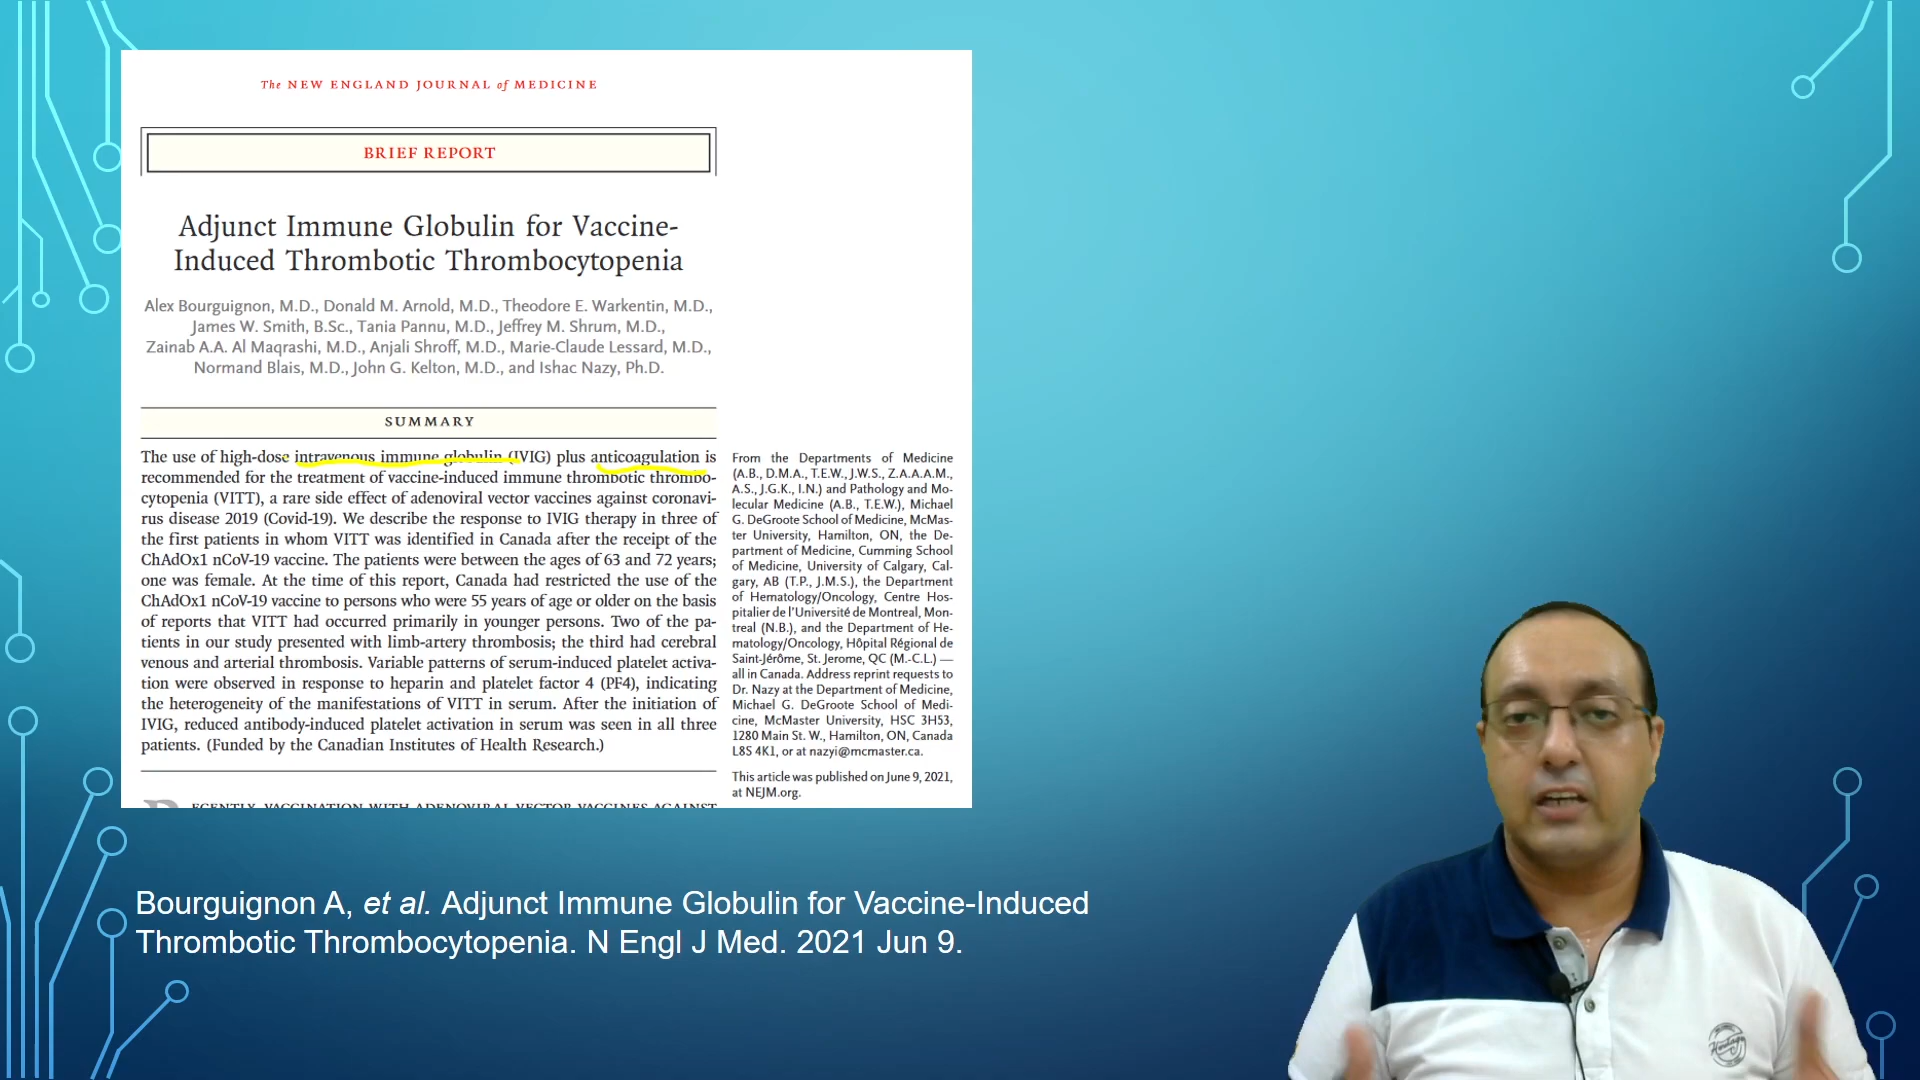 The NEW ENGLAND JOURNAL of MEDICINE
BRIEF REPORT
Adjunct Immune Globulin for Vaccine-
Induced Thrombotic Thrombocytopenia
Alex Bourguignon, M.D., Donald M. Arnold, M.D., Theodore E. Warkentin, M.D.,
James W. Smith, B.Sc., Tania Pannu, M.D., Jeffrey M. Shrum, M.D.,
Zainab A.A. Al Maqrashi, M.D., Anjali Shroff, M.D., Marie-Claude Lessard, M.D.,
Normand Blais, M.D., John G. Kelton, M.D., and Ishac Nazy, Ph.D.
SUMMARY
The use of high-dose intravenous immune globulin (IVIG) plus anticoagulation is
recommended for the treatment of vaccine-induced immune thrombotic thrombo-
cytopenia (VITT), a rare side effect of adenoviral vector vaccines against coronavi-
rus disease 2019 (Covid-19). We describe the response to IVIG therapy in three of
the first patients in whom VITT was identified in Canada after the receipt of the
ChAdOx1 nCoV-19 vaccine. The patients were between the ages of 63 and 72 years;
one was female. At the time of this report, Canada had restricted the use of the
ChAdOx1 nCoV-19 vaccine to persons who were 55 years of age or older on the basis
of reports that VITT had occurred primarily in younger persons. Two of the pa-
tients in our study presented with limb-artery thrombosis; the third had cerebral
venous and arterial thrombosis. Variable patterns of serum-induced platelet activa-
tion were observed in response to heparin and platelet factor 4 (PF4), indicating
the heterogeneity of the manifestations of VITT in serum. After the initiation of
IVIG, reduced antibody-induced platelet activation in serum was seen in all three
patients. (Funded by the Canadian Institutes of Health Research.)
ECENTLY, VACCINATION WITH ADENOVIRAL VECTOR VACCINES AGAINST
From the Departments of Medicine
(A.B., D.M.A., T.E.W., J.W.S., Z.A.A.A.M.,
A.S., J.G.K., I.N.) and Pathology and Mo-
lecular Medicine (A.B., T.E.W.), Michael
G. DeGroote School of Medicine, McMas-
ter University, Hamilton, ON, the De-
partment of Medicine, Cumming School
of Medicine, University of Calgary, Cal-
gary, AB (T.P., J.M.S.), the Department
of Hematology/Oncology, Centre Hos-
pitalier de l'Université de Montreal, Mon-
treal (N.B.), and the Department of He-
matology/Oncology, Hôpital Régional de
Saint-Jérôme, St. Jerome, QC (M.-C.L.) —
all in Canada. Address reprint requests to
Dr. Nazy at the Department of Medicine,
Michael G. DeGroote School of Medi-
cine, McMaster University, HSC 3H53,
1280 Main St. W., Hamilton, ON, Canada
L8S 4K1, or at nazyi@mcmaster.ca.
This article was published on June 9, 2021,
at NEJM.org.
Bourguignon A, et al. Adjunct Immune Globulin for Vaccine-Induced
Thrombotic Thrombocytopenia. N Engl J Med. 2021 Jun 9.